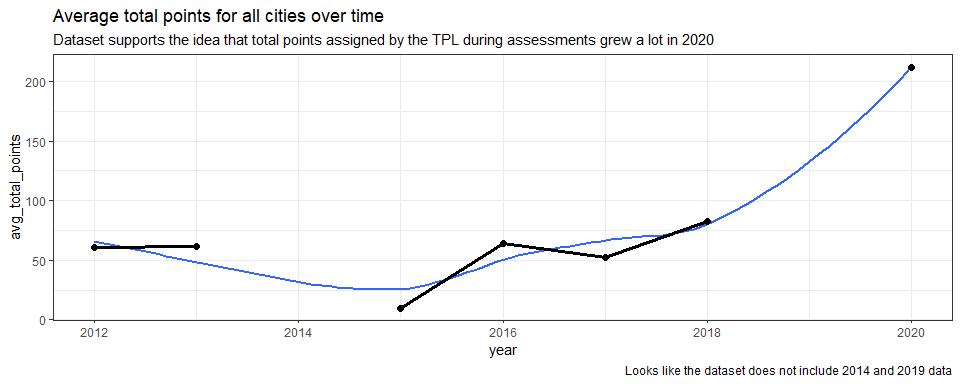 Average total points for all cities over time
Dataset supports the idea that total points assigned by the TPL during assessments grew a lot in 2020
avg_total_points
200
150
100
50
0
2012
2014
2016
2018
2020
year
Looks like the dataset does not include 2014 and 2019 data